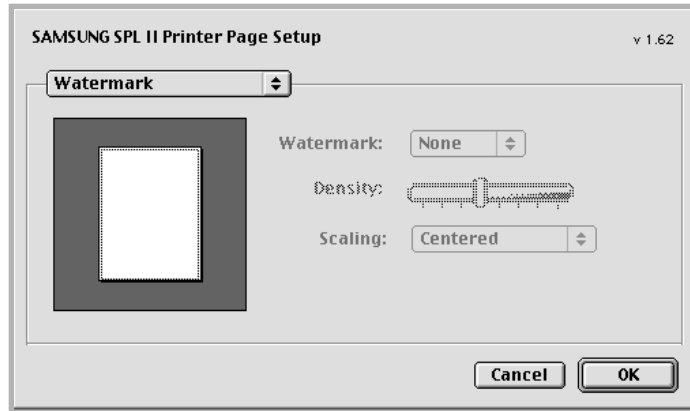 SAMSUNG SPL II Printer Page Setup
v 1.62
Watermark
Watermark: None
Density:
Scaling: Centered
Cancel OK